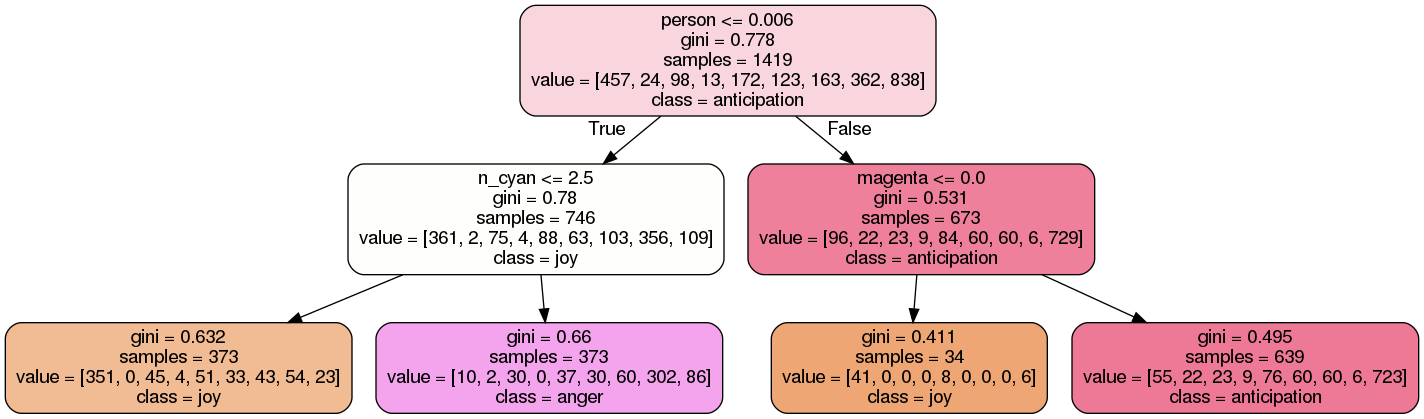 person <= 0.006
gini = 0.778
samples = 1419
value = [457, 24, 98, 13, 172, 123, 163, 362, 838]
class = anticipation
True
False
n_cyan <= 2.5
gini = 0.78
samples = 746
value = [361, 2, 75, 4, 88, 63, 103, 356, 109]
class = joy
magenta <= 0.0
gini = 0.531
samples = 673
value = [96, 22, 23, 9, 84, 60, 60, 6, 729]
class = anticipation
gini = 0.632
samples = 373
value = [351, 0, 45, 4, 51, 33, 43, 54, 23]
class = joy
gini = 0.66
samples = 373
value = [10, 2, 30, 0, 37, 30, 60, 302, 86]
class = anger
gini = 0.411
samples = 34
value = [41, 0, 0, 0, 8, 0, 0, 0, 6]
class = joy
gini = 0.495
samples = 639
value = [55, 22, 23, 9, 76, 60, 60, 6, 723]
class = anticipation